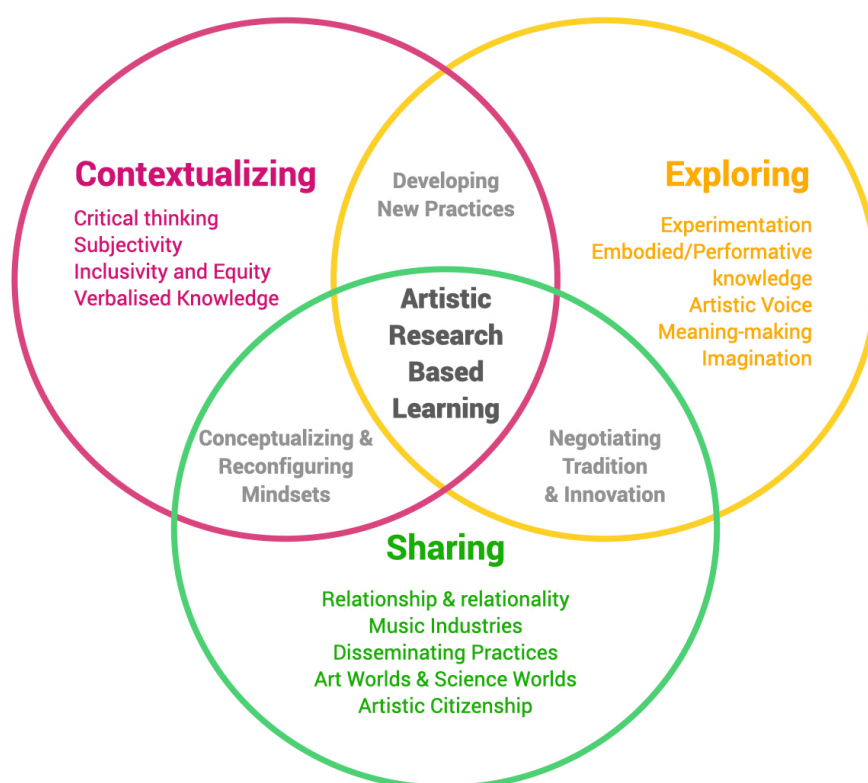 Contextualizing
Critical thinking
Subjectivity
Inclusivity and Equity
Verbalised Knowledge
Developing
New Practices
Exploring
Experimentation
Embodied/Performative
knowledge
Artistic Voice
Meaning-making
Imagination
Artistic
Research
Based
Learning
Conceptualizing &
Reconfiguring
Mindsets
Negotiating
Tradition
& Innovation
Sharing
Relationship & relationality
Music Industries
Disseminating Practices
Art Worlds & Science Worlds
Artistic Citizenship